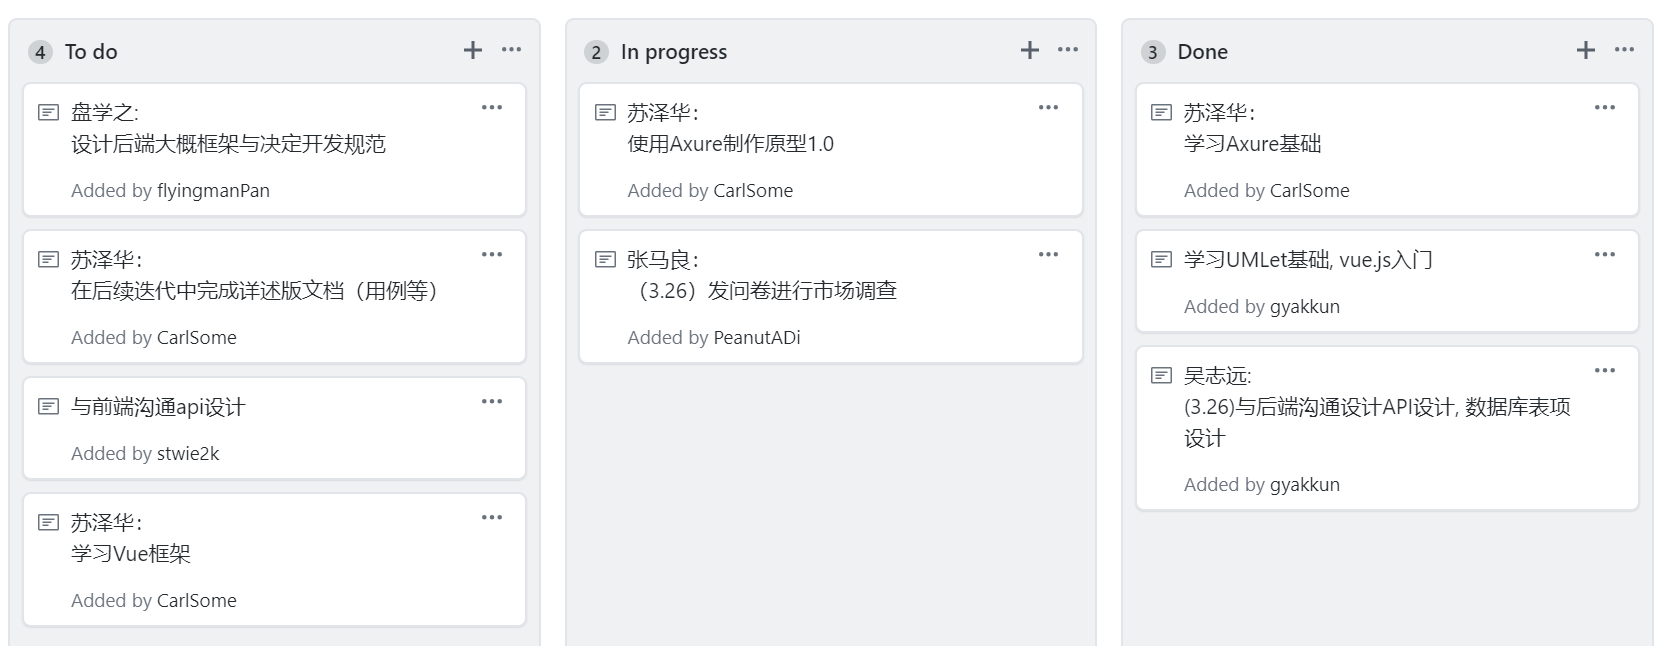 4 To do
盘学之:
设计后端大概框架与决定开发规范
Added by flyingmanPan
苏泽华：
在后续迭代中完成详述版文档（用例等）
Added by CarlSome
与前端沟通api设计
Added by stwie2k
苏泽华：
学习Vue框架
Added by CarlSome
2 In progress
苏泽华：
使用Axure制作原型1.0
Added by CarlSome
张马良：
（3.26）发问卷进行市场调查
Added by PeanutADi
3 Done
苏泽华：
学习Axure基础
Added by CarlSome
学习UMLet基础, vue.js入门
Added by gyakkun
吴志远:
(3.26)与后端沟通设计API设计, 数据库表项
设计
Added by gyakkun